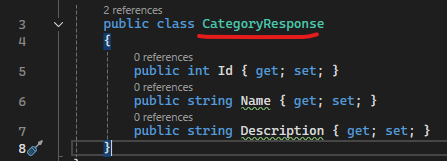 2 references
3 public class CategoryResponse
4 {
0 references
5 public int Id { get; set; }
0 references
6 public string Name { get; set; }
0 references
7 public string Description { get; set; }
8 }